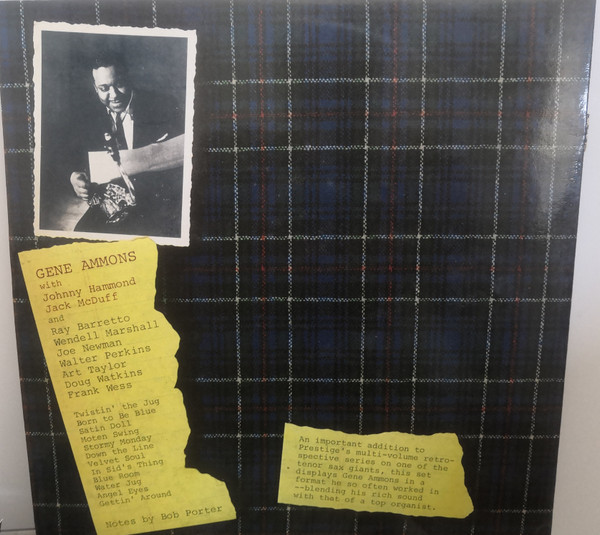 GENE AMMONS
with
Johnny Hammond
Jack McDuff
and
Ray Barretto
Wendell Marshall
Joe Newman
Walter Perkins
Art Taylor
Doug Watkins
Frank Wess
Twistin' the Jug
Born to Be Blue
Satin Doll
Moten Swing
Stormy Monday
Down the Line
Velvet Soul
In Sid's Thing
Blue Room
Water Jug
Angel Eyes
Gettin' Around
Notes by Bob Porter
An important addition to
Prestige's multi-volume retro-
spective series on one of the
tenor sax giants, this set
displays Gene Ammons in a
format he so often worked in
--blending his rich sound
with that of a top organist.